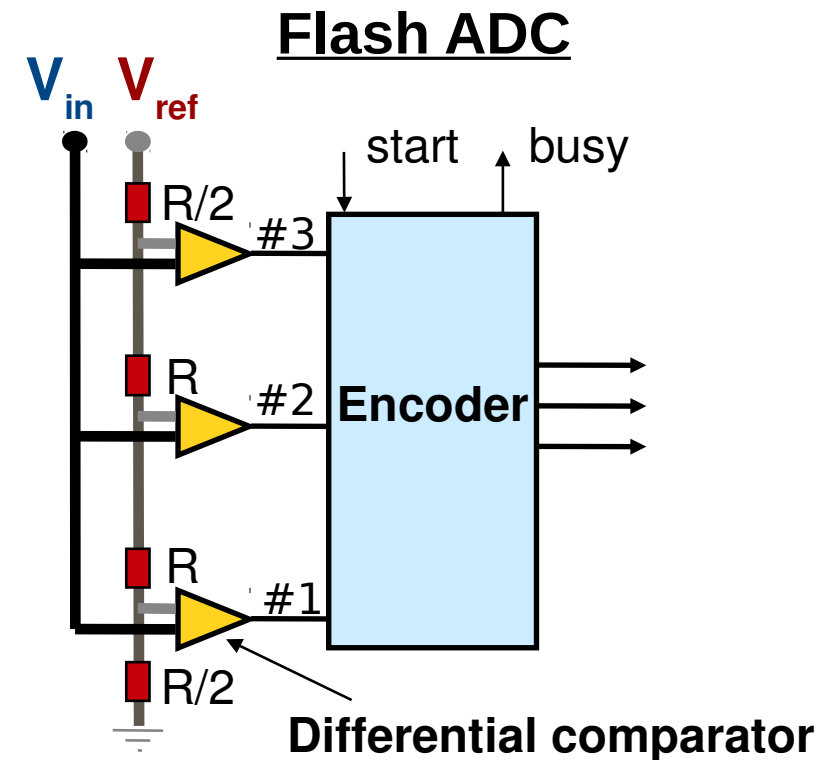 Flash ADC
Vin Vref
start busy
R/2
#3
R
#2
Encoder
R
#1
R/2
Differential comparator